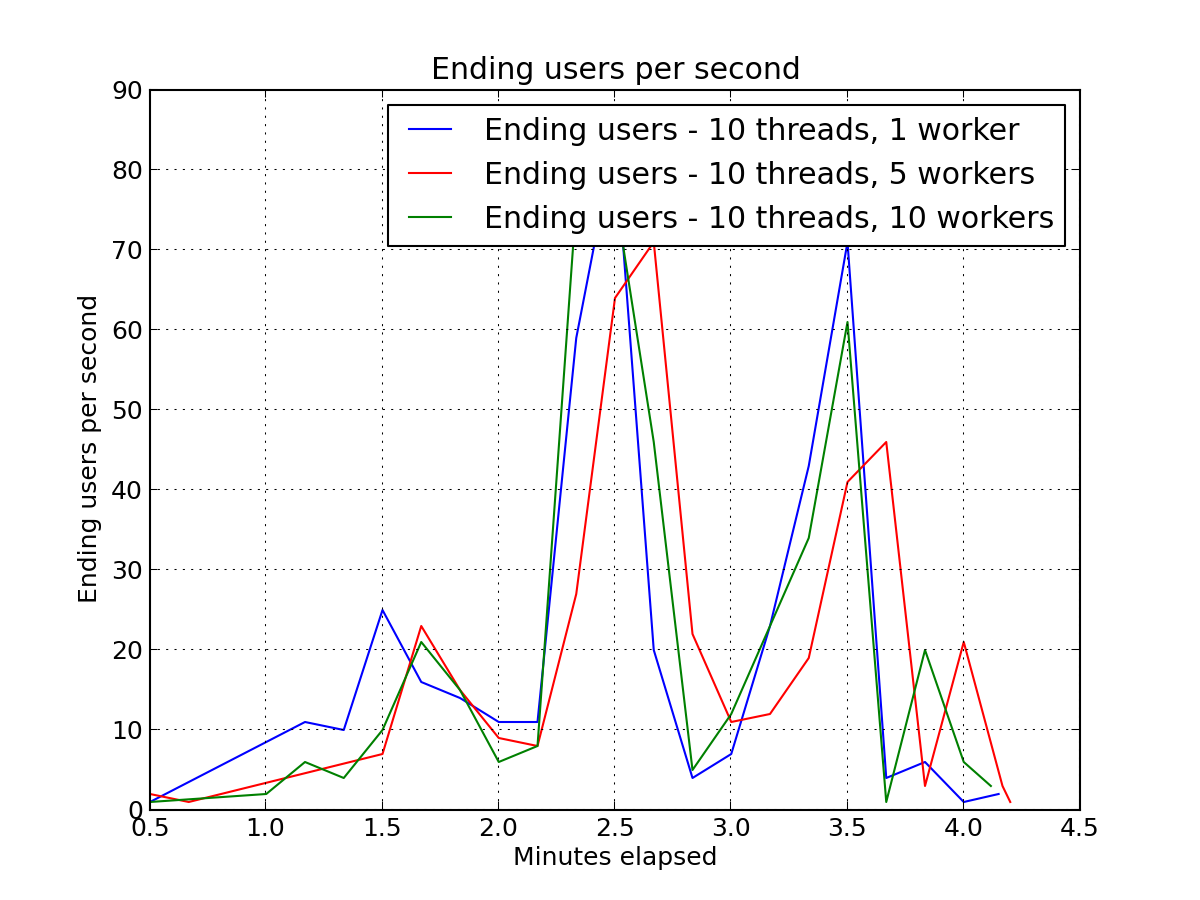 Ending users per second
90
80
70
60
50
40
30
20
10
0
Ending users per second
Ending users - 10 threads, 1 worker
Ending users - 10 threads, 5 workers
Ending users - 10 threads, 10 workers
0.5 1.0 1.5 2.0 2.5 3.0 3.5 4.0 4.5
Minutes elapsed